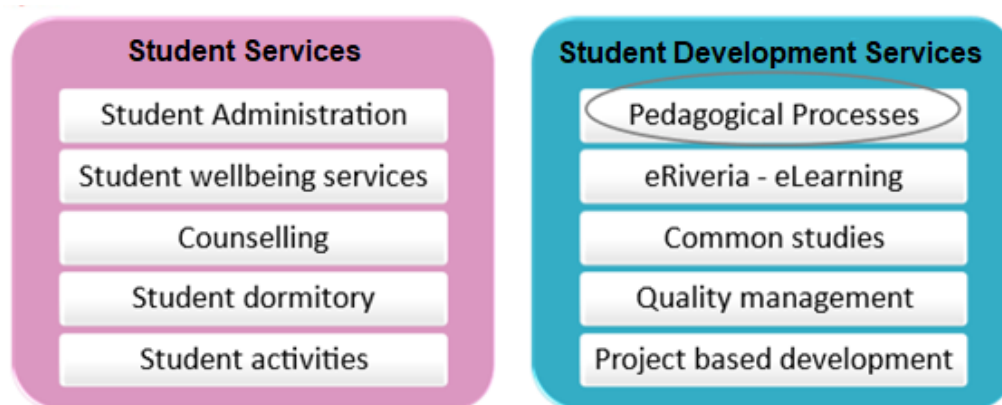 Student Services
Student Administration
Student wellbeing services
Counselling
Student dormitory
Student activities
Student Development Services
Pedagogical Processes
eRiveria - eLearning
Common studies
Quality management
Project based development